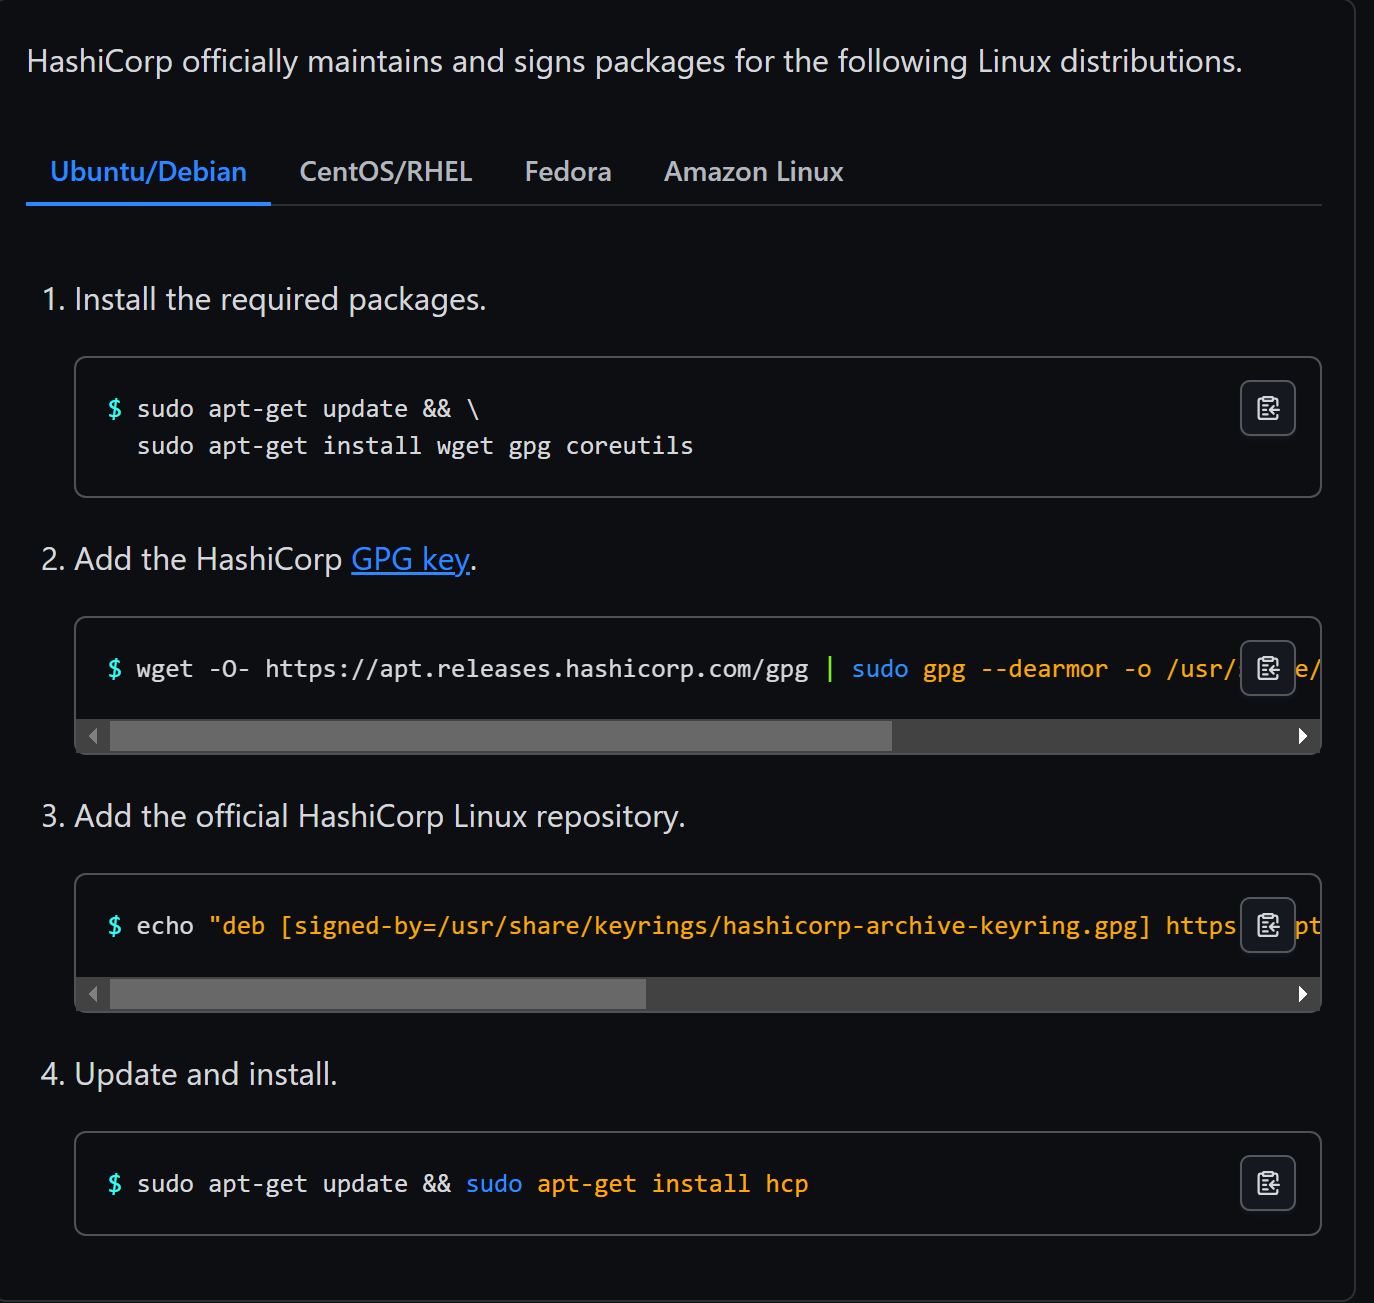 HashiCorp officially maintains and signs packages for the following Linux distributions.
Ubuntu/Debian CentOS/RHEL Fedora Amazon Linux
1. Install the required packages.
$ sudo apt-get update && \
sudo apt-get install wget gpg coreutils
2. Add the HashiCorp GPG key.
$ wget -O- https://apt.releases.hashicorp.com/gpg | sudo gpg --dearmor -o /usr/ e/
3. Add the official HashiCorp Linux repository.
$ echo "deb [signed-by=/usr/share/keyrings/hashicorp-archive-keyring.gpg] https pt
4. Update and install.
$ sudo apt-get update && sudo apt-get install hcp